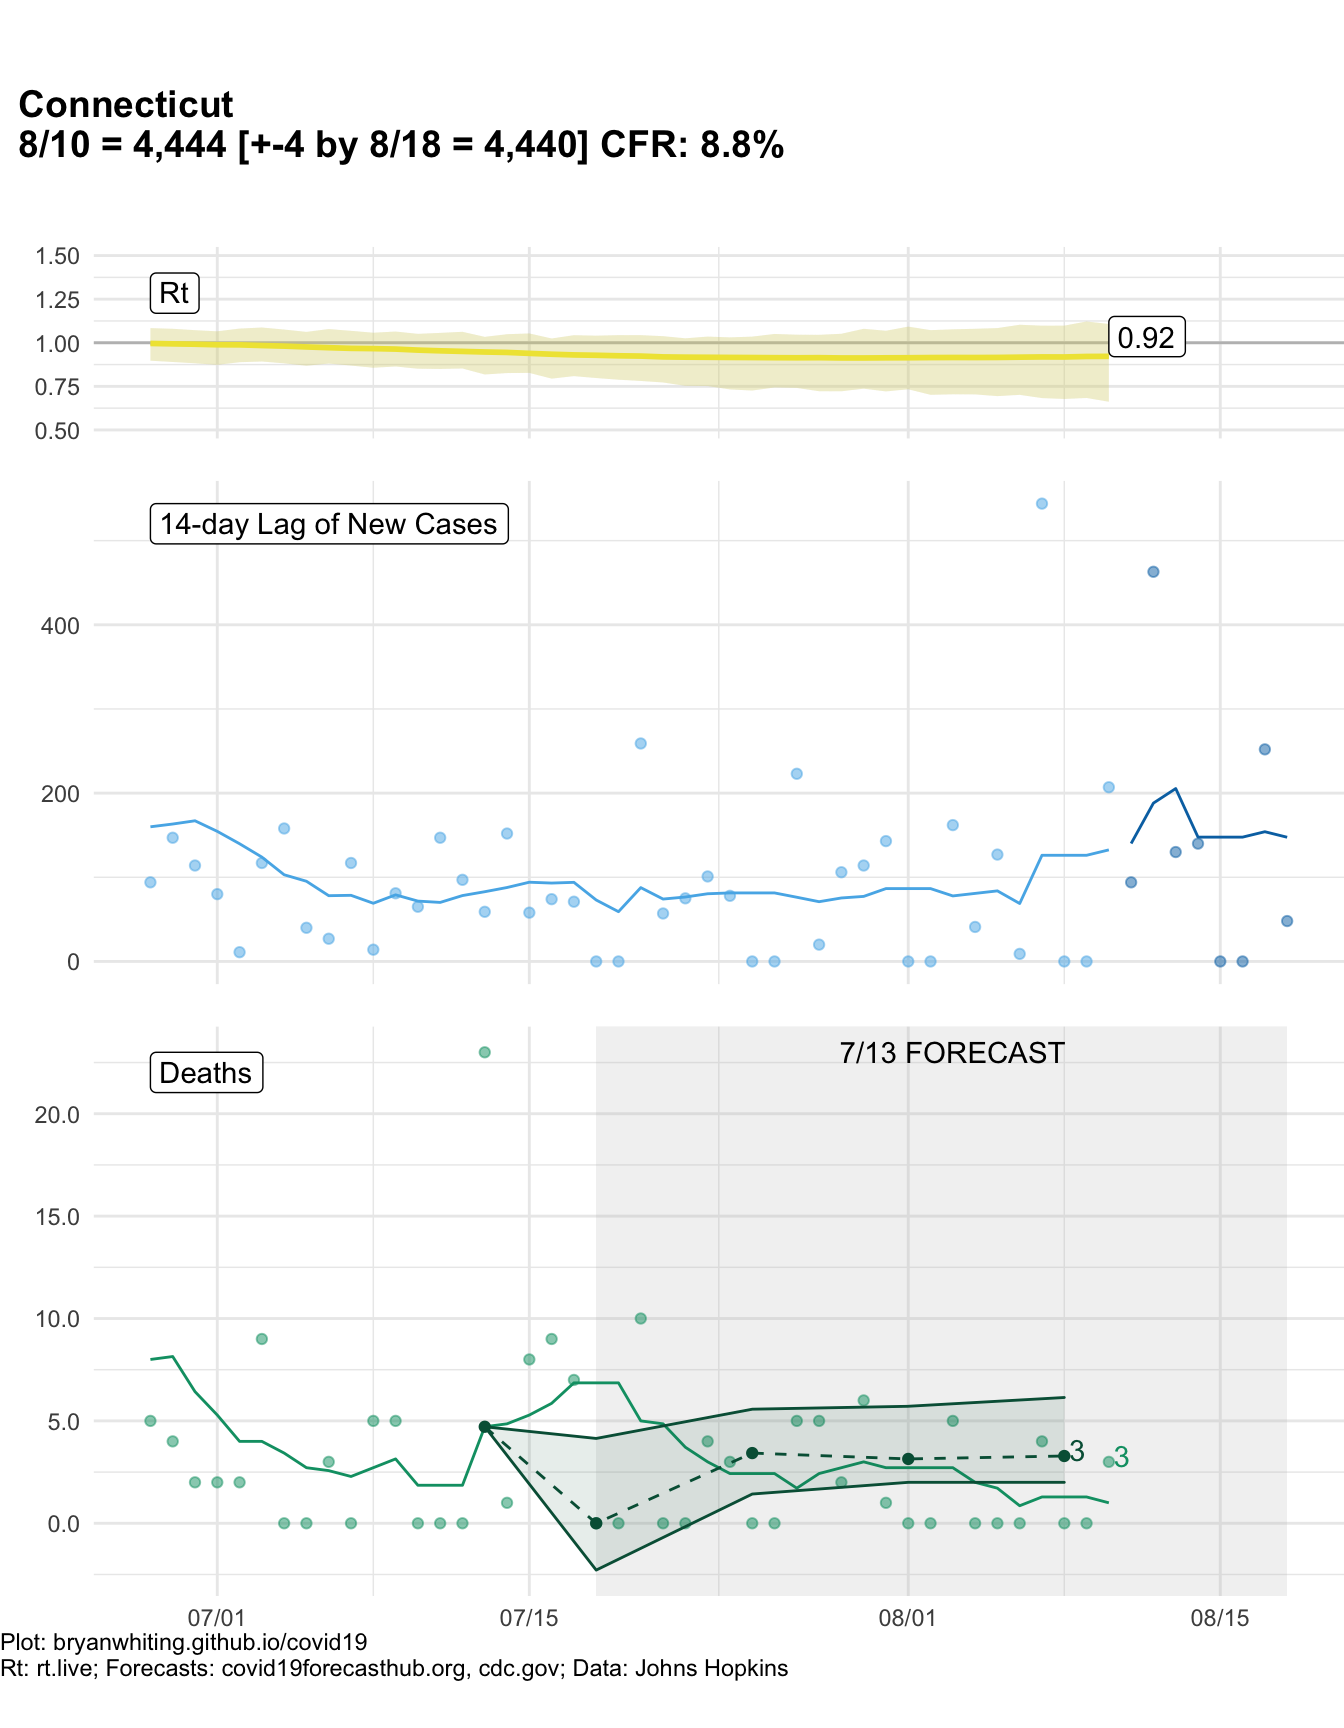 Connecticut
8/10 = 4,444 [+-4 by 8/18 = 4,440] CFR: 8.8%
1.50
1.25
1.00
0.75
0.50
Rt
0.92
14-day Lag of New Cases
400
200
0
7/13 FORECAST
Deaths
20.0
15.0
10.0
5.0
0.0
3
3
07/01
07/15
08/01
08/15
Plot: bryanwhiting.github.io/covid19
Rt: rt.live; Forecasts: covid19forecasthub.org, cdc.gov; Data: Johns Hopkins